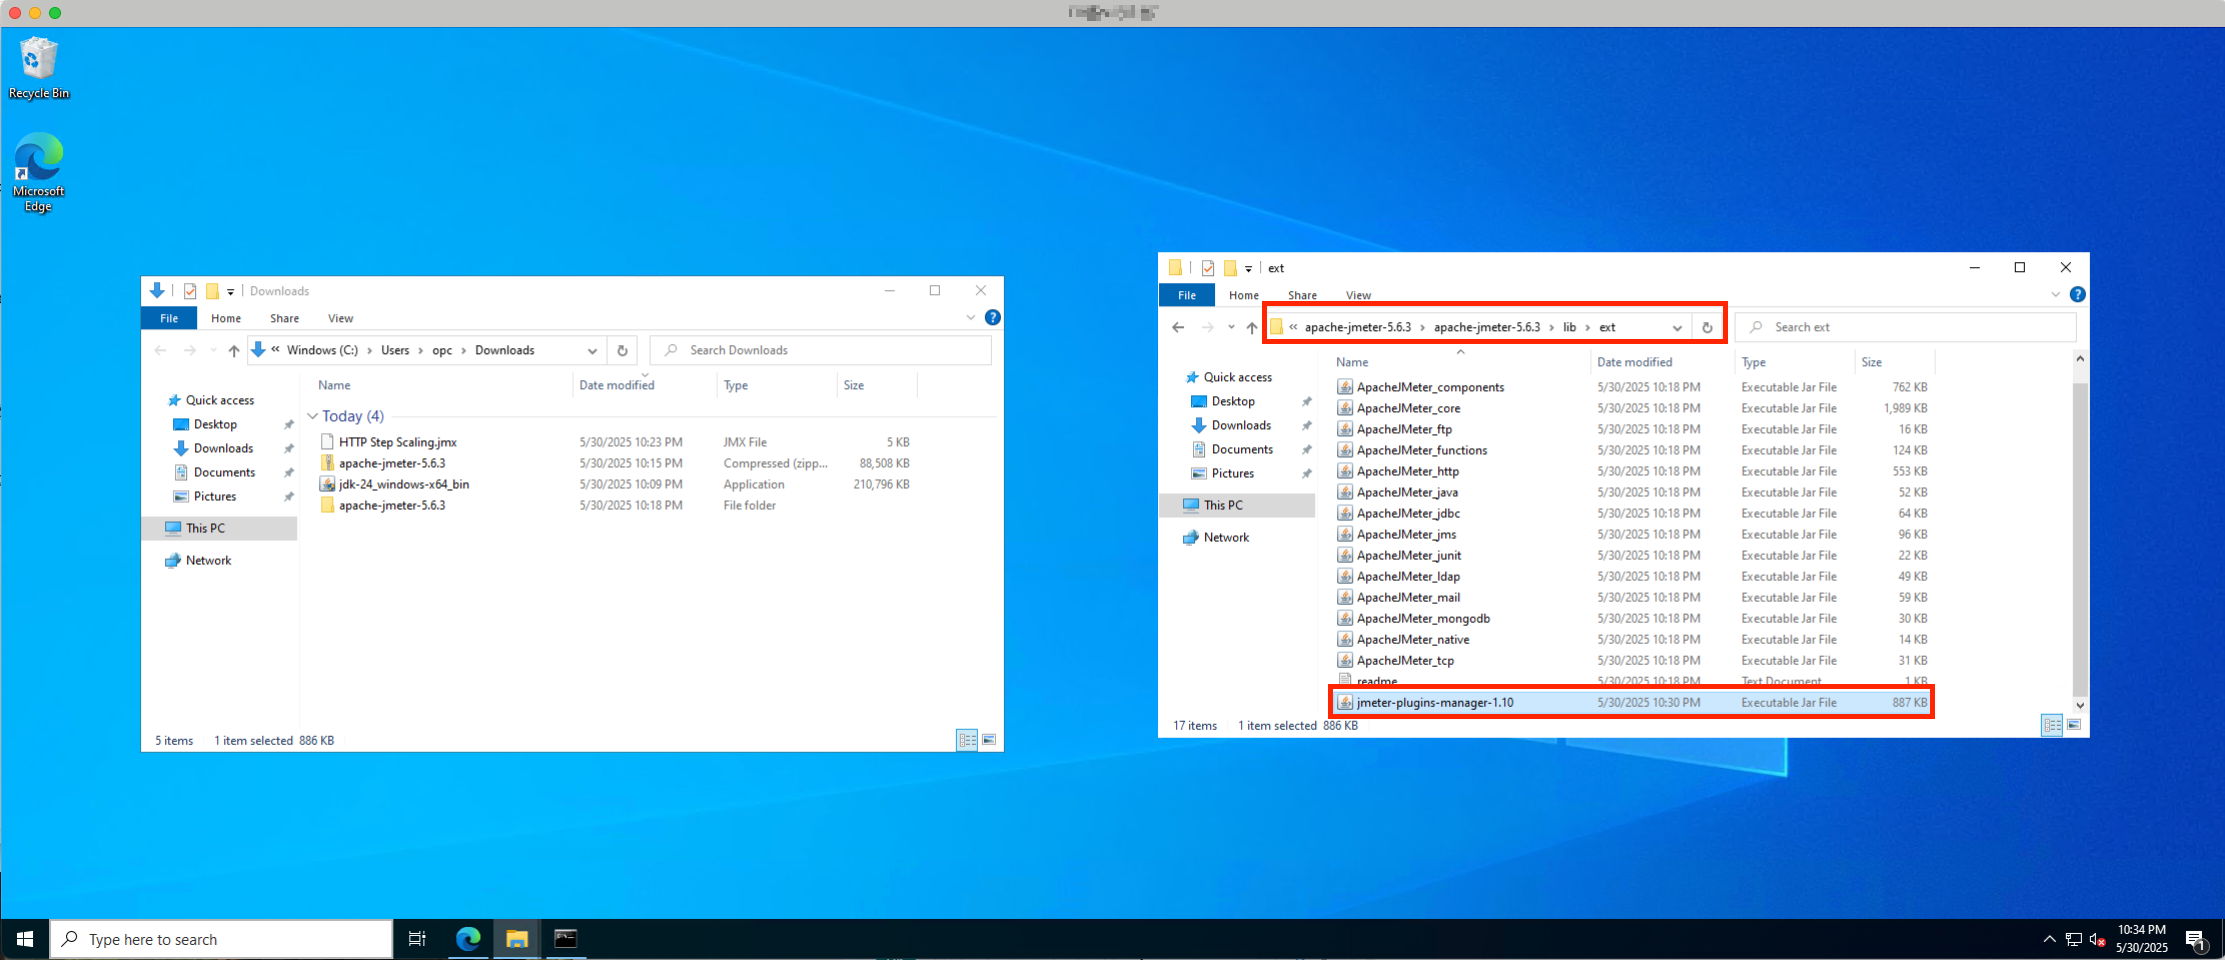 Recycle Bin
Microsoft
Edge
Downloads
File Home Share View
« Windows (C:) › Users › opc › Downloads
Search Downloads
Name Date modified Type Size
Quick access
Desktop
Downloads
Documents
Pictures
This PC
Network
Today (4)
HTTP Step Scaling.jmx 5/30/2025 10:23 PM JMX File 5 KB
apache-jmeter-5.6.3 5/30/2025 10:15 PM Compressed (zipp... 88,508 KB
jdk-24_windows-x64_bin 5/30/2025 10:09 PM Application 210,796 KB
apache-jmeter-5.6.3 5/30/2025 10:18 PM File folder
5 items 1 item selected 886 KB
ext
File Home Share View
« apache-jmeter-5.6.3 › apache-jmeter-5.6.3 › lib › ext
Search ext
Name Date modified Type Size
Quick access
Desktop
Downloads
Documents
Pictures
This PC
Network
ApacheJMeter_components 5/30/2025 10:18 PM Executable Jar File 762 KB
ApacheJMeter_core 5/30/2025 10:18 PM Executable Jar File 1,989 KB
ApacheJMeter_ftp 5/30/2025 10:18 PM Executable Jar File 16 KB
ApacheJMeter_functions 5/30/2025 10:18 PM Executable Jar File 124 KB
ApacheJMeter_http 5/30/2025 10:18 PM Executable Jar File 553 KB
ApacheJMeter_java 5/30/2025 10:18 PM Executable Jar File 52 KB
ApacheJMeter_jdbc 5/30/2025 10:18 PM Executable Jar File 64 KB
ApacheJMeter_jms 5/30/2025 10:18 PM Executable Jar File 96 KB
ApacheJMeter_junit 5/30/2025 10:18 PM Executable Jar File 22 KB
ApacheJMeter_ldap 5/30/2025 10:18 PM Executable Jar File 49 KB
ApacheJMeter_mail 5/30/2025 10:18 PM Executable Jar File 59 KB
ApacheJMeter_mongodb 5/30/2025 10:18 PM Executable Jar File 30 KB
ApacheJMeter_native 5/30/2025 10:18 PM Executable Jar File 14 KB
ApacheJMeter_tcp 5/30/2025 10:18 PM Executable Jar File 31 KB
readme 5/30/2025 10:18 PM Text Document 1 KB
jmeter-plugins-manager-1.10 5/30/2025 10:30 PM Executable Jar File 887 KB
17 items 1 item selected 886 KB
Type here to search
10:34 PM
5/30/2025
1